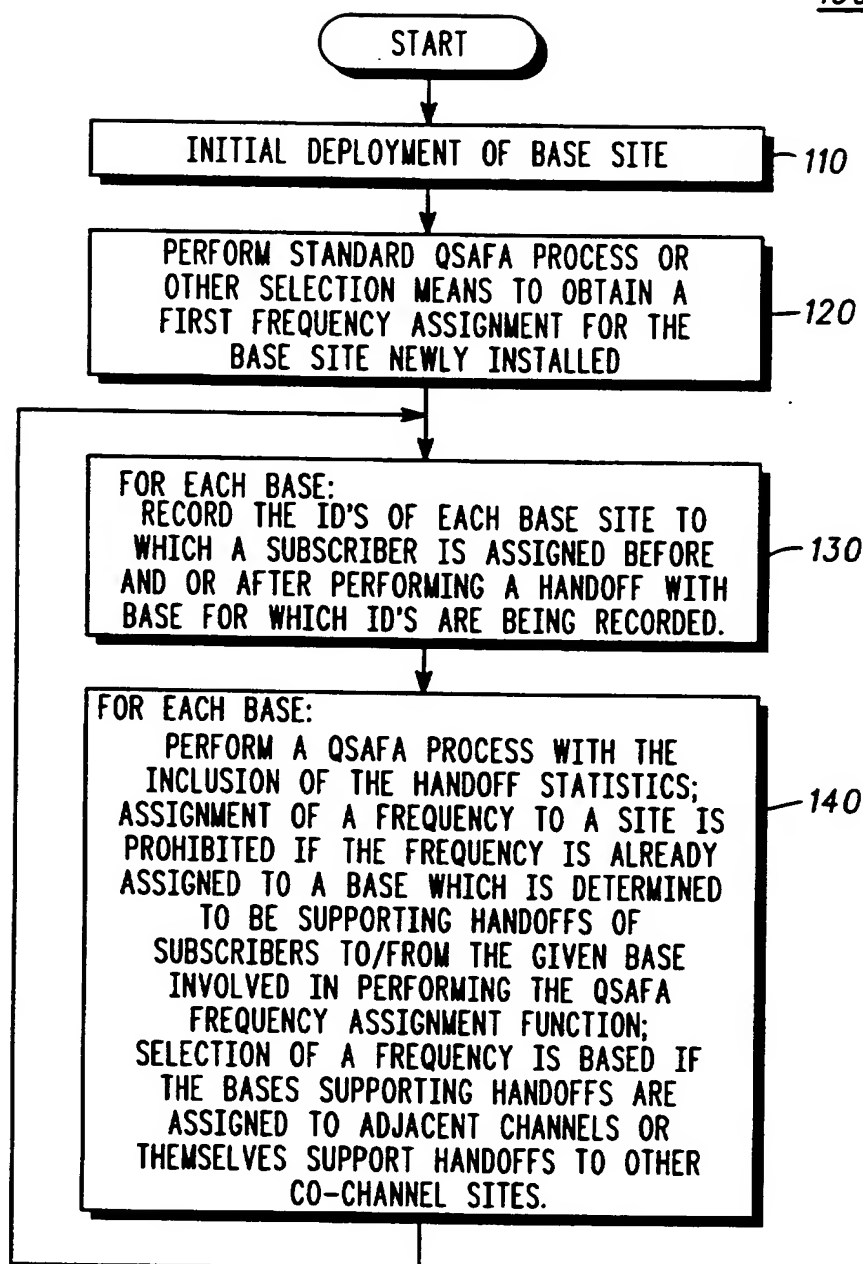 START
INITIAL DEPLOYMENT OF BASE SITE
110
PERFORM STANDARD QSAFA PROCESS OR
OTHER SELECTION MEANS TO OBTAIN A
FIRST FREQUENCY ASSIGNMENT FOR THE
BASE SITE NEWLY INSTALLED
120
FOR EACH BASE:
RECORD THE ID'S OF EACH BASE SITE TO
WHICH A SUBSCRIBER IS ASSIGNED BEFORE
AND OR AFTER PERFORMING A HANDOFF WITH
BASE FOR WHICH ID'S ARE BEING RECORDED.
130
FOR EACH BASE:
PERFORM A QSAFA PROCESS WITH THE
INCLUSION OF THE HANDOFF STATISTICS;
ASSIGNMENT OF A FREQUENCY TO A SITE IS
PROHIBITED IF THE FREQUENCY IS ALREADY
ASSIGNED TO A BASE WHICH IS DETERMINED
TO BE SUPPORTING HANDOFFS OF
SUBSCRIBERS TO/FROM THE GIVEN BASE
INVOLVED IN PERFORMING THE QSAFA
FREQUENCY ASSIGNMENT FUNCTION;
SELECTION OF A FREQUENCY IS BASED IF
THE BASES SUPPORTING HANDOFFS ARE
ASSIGNED TO ADJACENT CHANNELS OR
THEMSELVES SUPPORT HANDOFFS TO OTHER
CO-CHANNEL SITES.
140